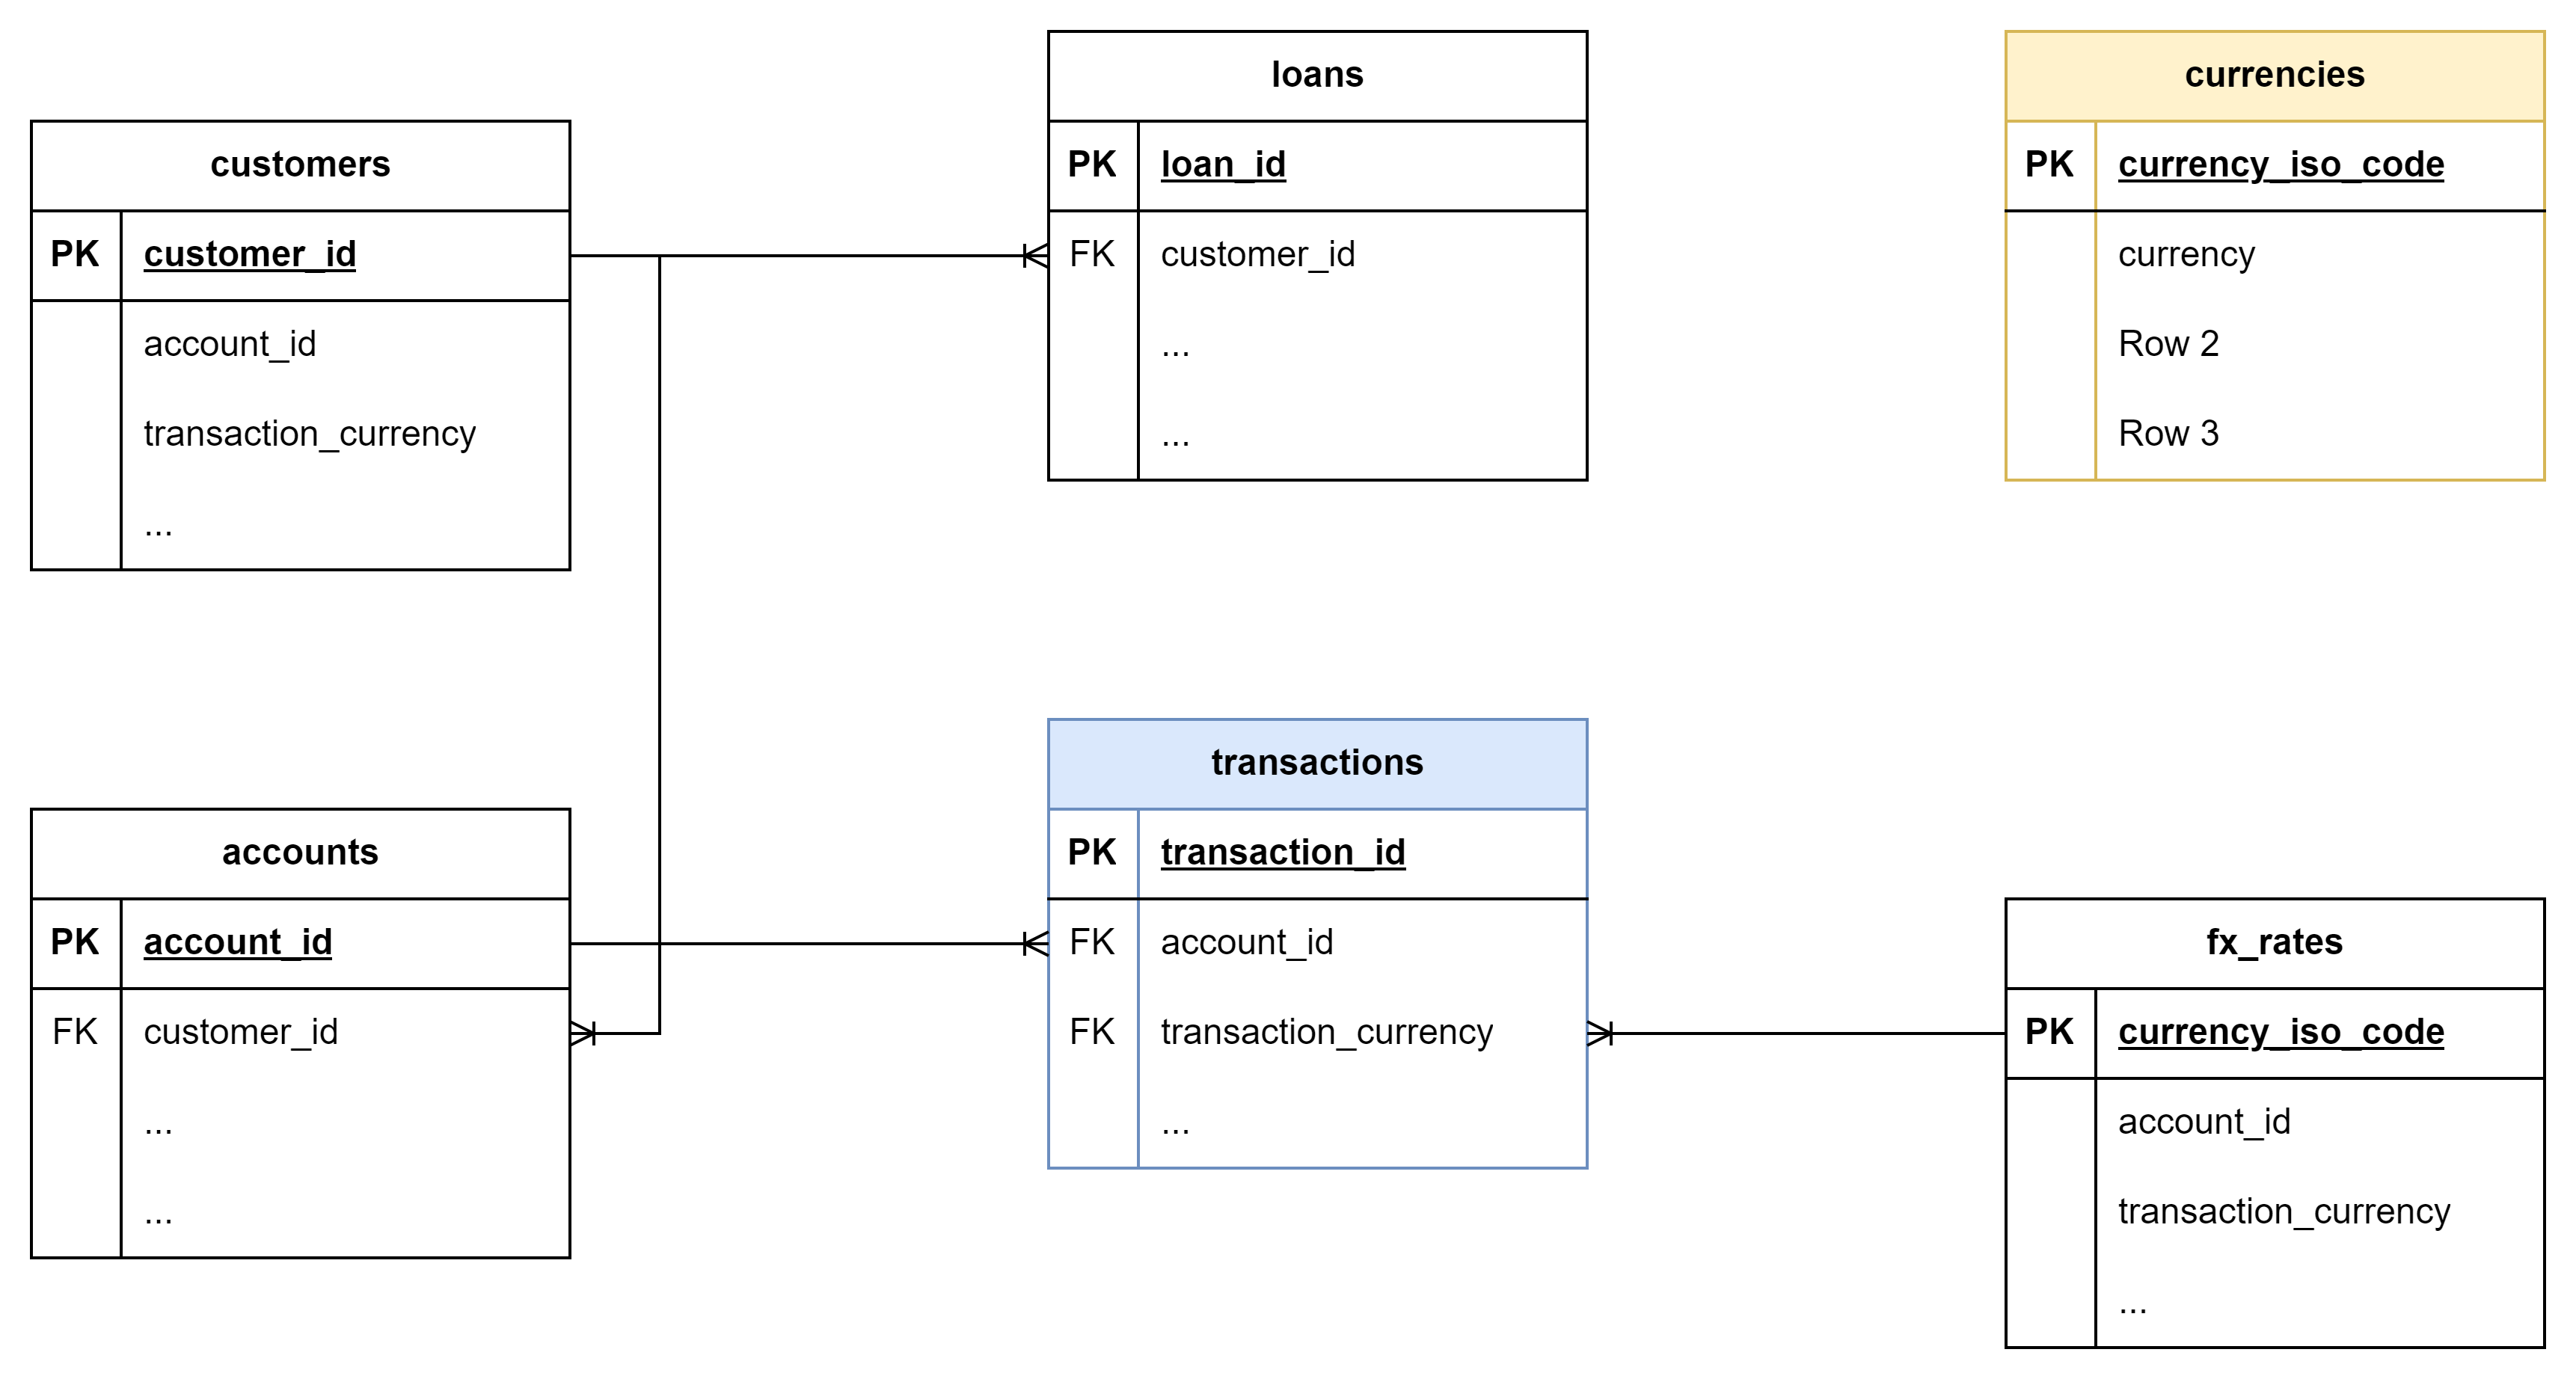 customers
PK customer_id
account_id
transaction_currency
...
loans
PK loan_id
FK customer_id
...
...
currencies
PK currency_iso_code
currency
Row 2
Row 3
accounts
PK account_id
FK customer_id
...
...
transactions
PK transaction_id
FK account_id
FK transaction_currency
...
fx_rates
PK currency_iso_code
account_id
transaction_currency
...